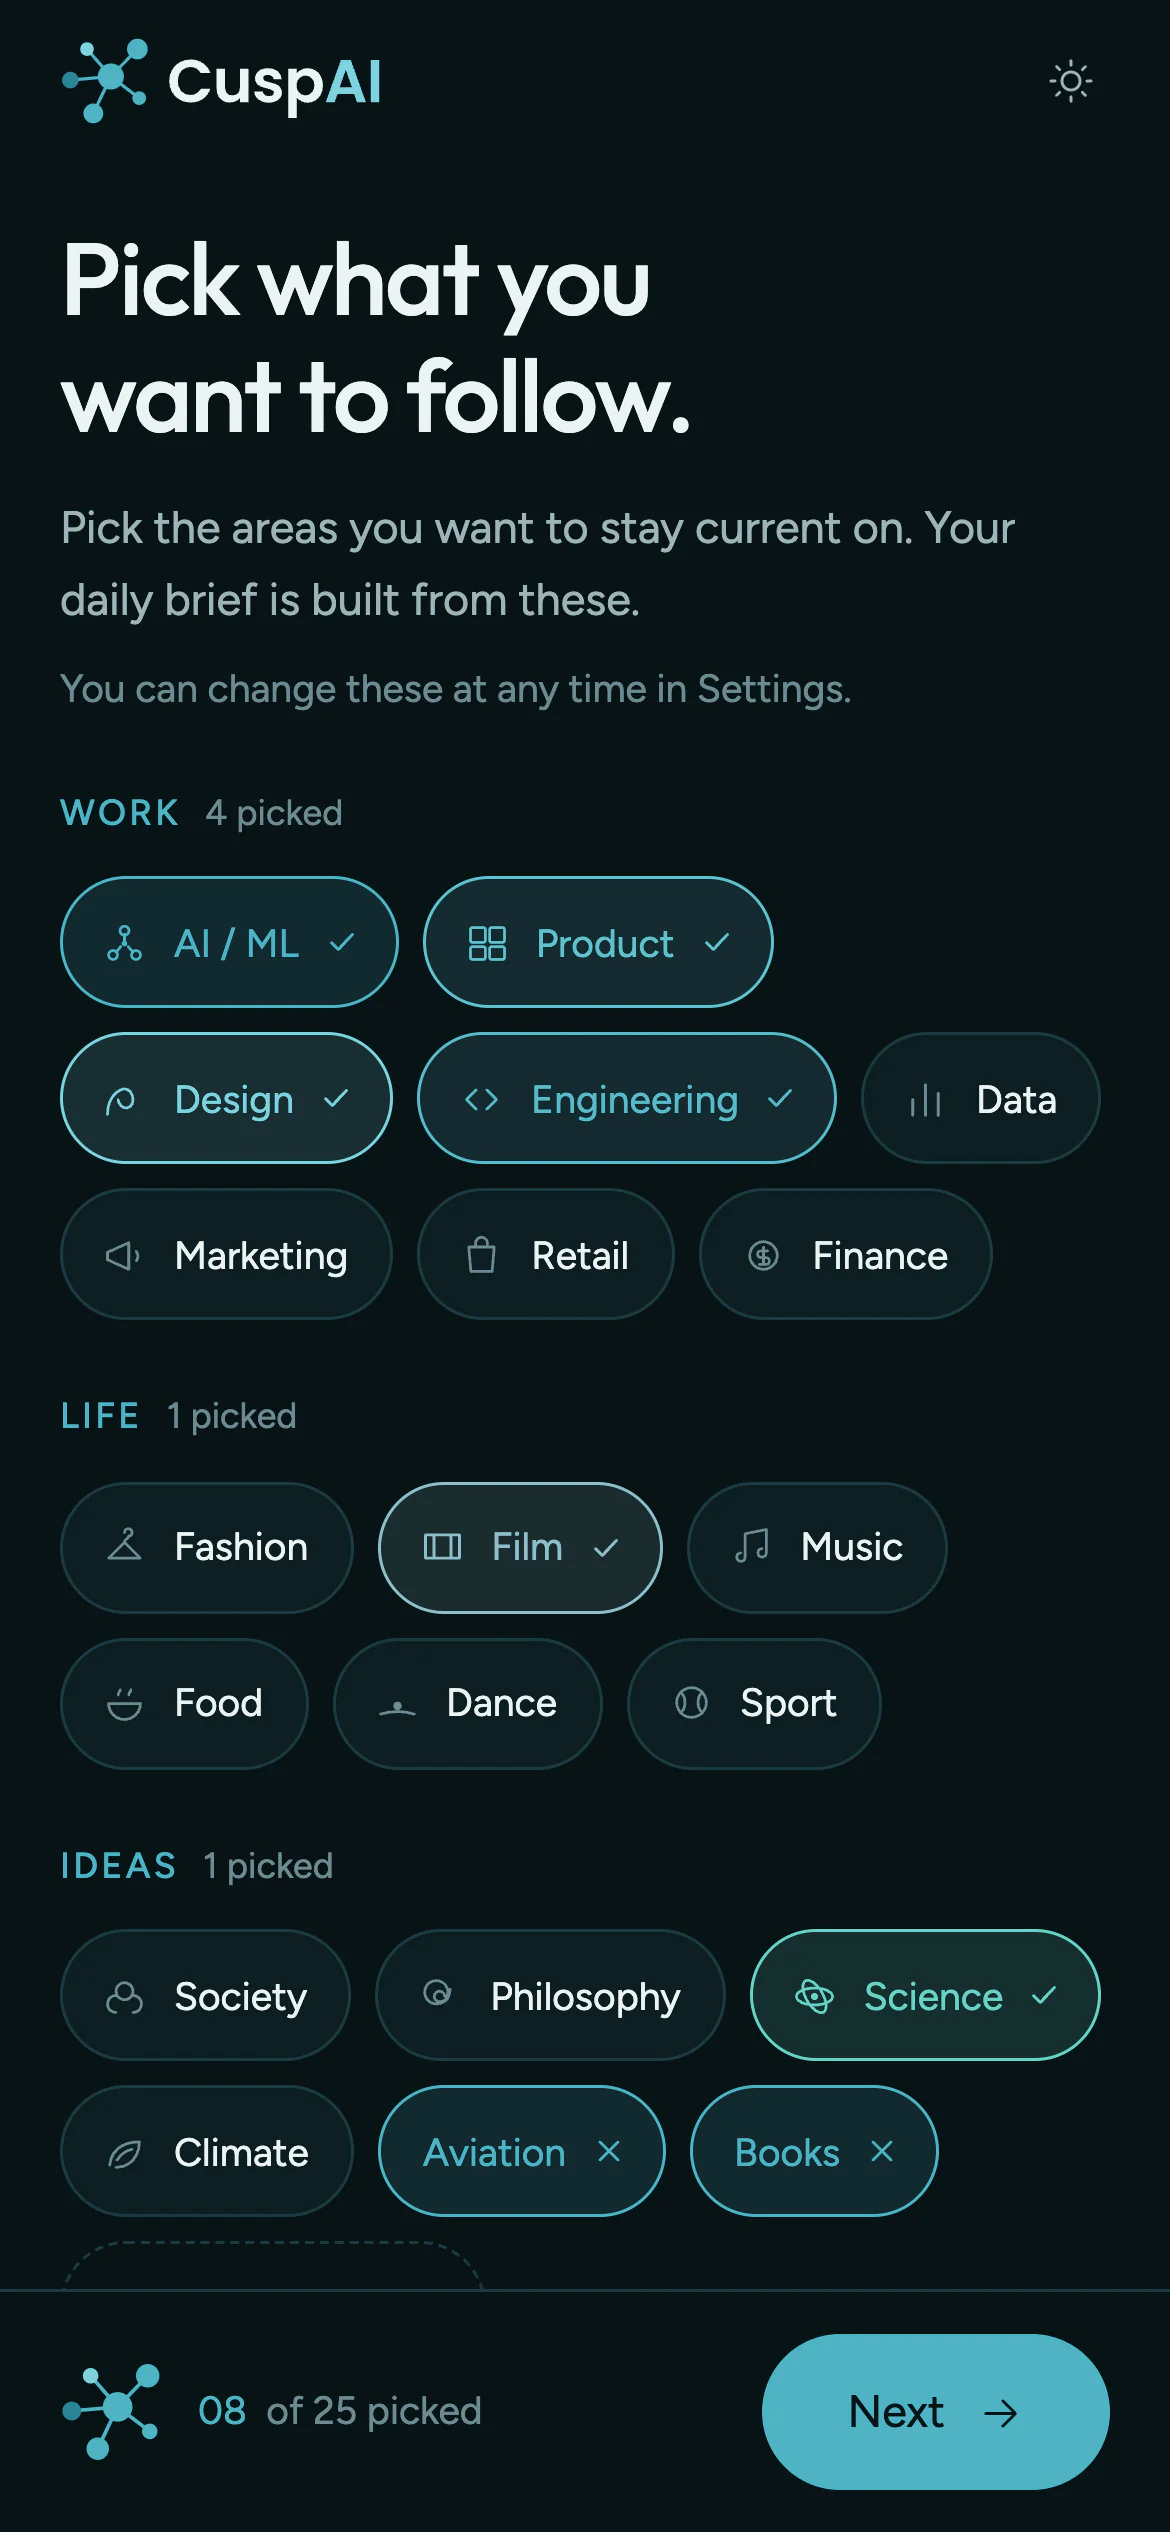 CuspAI
Pick what you
want to follow.
Pick the areas you want to stay current on. Your
daily brief is built from these.
You can change these at any time in Settings.
WORK 4 picked
AI / ML Product
Design Engineering Data
Marketing Retail Finance
LIFE 1 picked
Fashion Film Music
Food Dance Sport
IDEAS 1 picked
Society Philosophy Science
Climate Aviation Books
08 of 25 picked Next